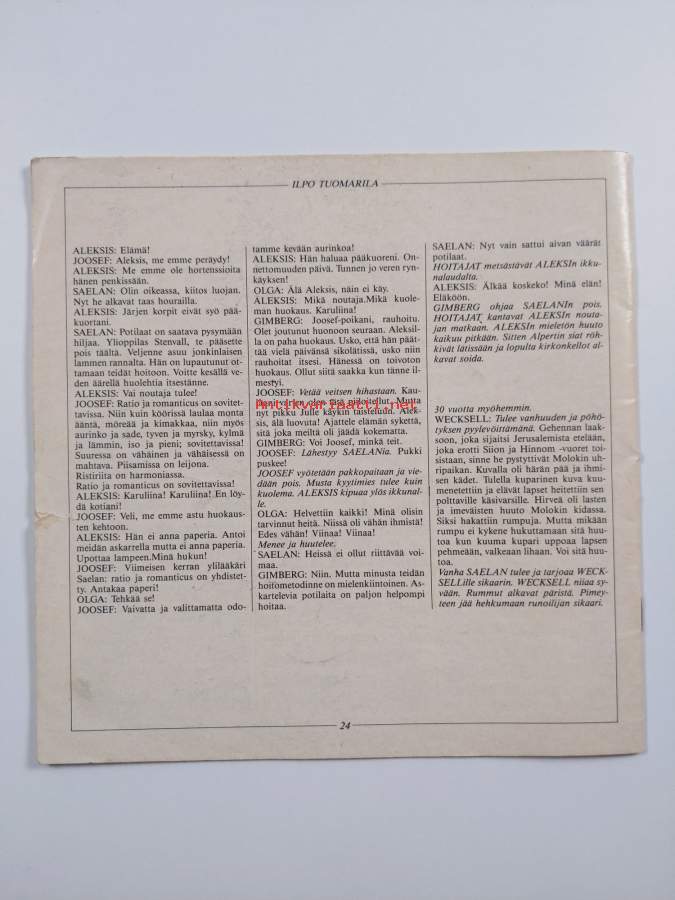 ILPO TUOMARILA
ALEKSIS: Elämä!
JOOSEF: Aleksis, me emme peräydy!
ALEKSIS: Me emme ole hortenssioita
hänen penkissään.
SAELAN: Olin oikeassa, kiitos luojan.
Nyt he alkavat taas hourailla.
ALEKSIS: Järjen korpit eivät syö pää-
kuortani.
SAELAN: Potilaat on saatava pysymään
hiljaa. Ylioppilas Stenvall, te pääsette
pois täältä. Veljenne asuu jonkinlaisen
lammen rannalta. Hän on lupautunut ot-
tamaan teidät hoitoon. Voitte kesällä ve-
den äärellä huolehtia itsestänne.
ALEKSIS: Vai noutaja tulee!
JOOSEF: Ratio ja romanticus on sovitet-
tavissa. Niin kuin köörissä laulaa monta
ääntä, möreää ja kimakkaa, niin myös
aurinko ja sade, tyven ja myrsky, kylmä
ja lämmin, iso ja pieni; sovitettavissa!
Suuressa on vähäinen ja vähäisessä on
mahtava. Piisamissa on leijona.
Ristiriita on harmoniassa.
Ratio ja romanticus on sovitettavissa!
ALEKSIS: Karuliina! Karuliina! En löy-
dä kotiani!
JOOSEF: Veli, me emme astu huokaus-
ten kehtoon.
ALEKSIS: Hän ei anna paperia. Antoi
meidän askarrella mutta ei anna paperia.
Upottaa lampeen.Minä hukun!
JOOSEF: Viimeisen kerran ylilääkäri
Saelan: ratio ja romanticus on yhdistet-
ty. Antakaa paperi!
OLGA: Tehkää se!
JOOSEF: Vaivatta ja valittamatta odo-
tamme kevään aurinkoa!
ALEKSIS: Hän haluaa pääkuoreni. On-
nettomuuden päivä. Tunnen jo veren ryn-
käyksen!
OLGA: Älä Aleksis, näin ei käy.
ALEKSIS: Mikä noutaja.Mikä kuole-
man huokaus. Karuliina!
GIMBERG: Joosef-poikani, rauhoitu.
Olet joutunut huonoon seuraan. Aleksil-
la on paha huokaus. Usko, että hän päät-
tää vielä päivänsä sikolätissä, usko niin
rauhoitat itsesi. Hänessä on toivoton
huokaus. Ollut siitä saakka kun tänne il-
mestyi.
JOOSEF: Vetää veitsen hihastaan. Kau-
Antikvariaatti.net
nyt pikku Julle käykin taisteluun. Alek-
sis, älä luovuta! Ajattele elämän sykettä,
sitä joka meiltä oli jäädä kokematta.
GIMBERG: Voi Joosef, minkä teit.
JOOSEF: Lähestyy SAELANia. Pukki
puskee!
JOOSEF vyötetään pakkopaitaan ja vie-
dään pois. Musta kyytimies tulee kuin
kuolema. ALEKSIS kipuaa ylös ikkunal-
le.
OLGA: Helvettiin kaikki! Minä olisin
tarvinnut heitä. Niissä oli vähän ihmistä!
Edes vähän! Viinaa! Viinaa!
Menee ja huutelee.
SAELAN: Heissä ei ollut riittävää voi-
maa.
GIMBERG: Niin. Mutta minusta teidän
hoitometodinne on mielenkiintoinen. As-
kartelevia potilaita on paljon helpompi
hoitaa.
SAELAN: Nyt vain sattui aivan väärät
potilaat.
HOITAJAT metsästävät ALEKSIn ikku-
nalaudalta.
ALEKSIS: Älkää koskeko! Minä elän!
Eläköön.
GIMBERG ohjaa SAELANIn pois.
HOITAJAT kantavat ALEKSIn nouta-
jan matkaan. ALEKSIn mieletön huuto
kaikuu pitkään. Sitten Alpertin siat röh-
kivät lätissään ja lopulta kirkonkellot al-
kavat soida.
30 vuotta myöhemmin.
WECKSELL: Tulee vanhuuden ja pöhö-
tyksen pyylevöittämänä. Gehennan laak-
soon, joka sijaitsi Jerusalemista etelään,
joka erotti Siion ja Hinnom -vuoret toi-
sistaan, sinne he pystyttivät Molokin uh-
ripaikan. Kuvalla oli härän pää ja ihmi-
sen kädet. Tulella kuparinen kuva kuu-
menetettiin ja elävät lapset heitettiin sen
polttaville käsivarsille. Hirveä oli lasten
ja imeväisten huuto Molokin kidassa.
Siksi hakattiin rumpuja. Mutta mikään
rumpu ei kykene hukuttamaan sitä huu-
toa kun kuuma kupari uppoaa lapsen
pehmeään, valkeaan lihaan. Voi sitä huu-
toa.
Vanha SAELAN tulee ja tarjoaa WECK-
SELLille sikaarin. WECKSELL niiaa sy-
vään. Rummut alkavat päristä. Pimey-
teen jää hehkumaan runoilijan sikaari.
24